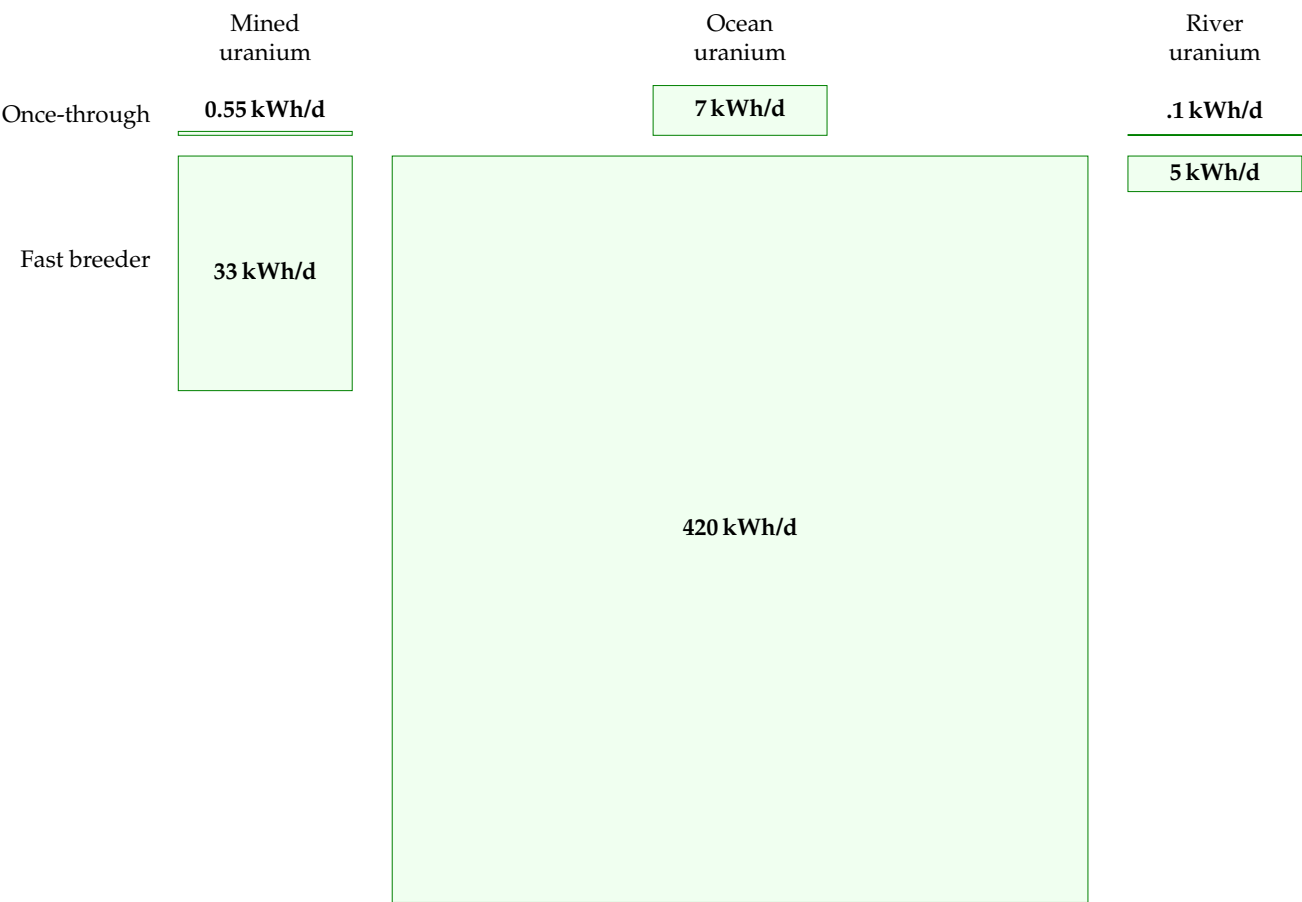 Mined
uranium
Ocean
uranium
River
uranium
Once-through
0.55 kWh/d
7 kWh/d
.1 kWh/d
Fast breeder
33 kWh/d
420 kWh/d
5 kWh/d